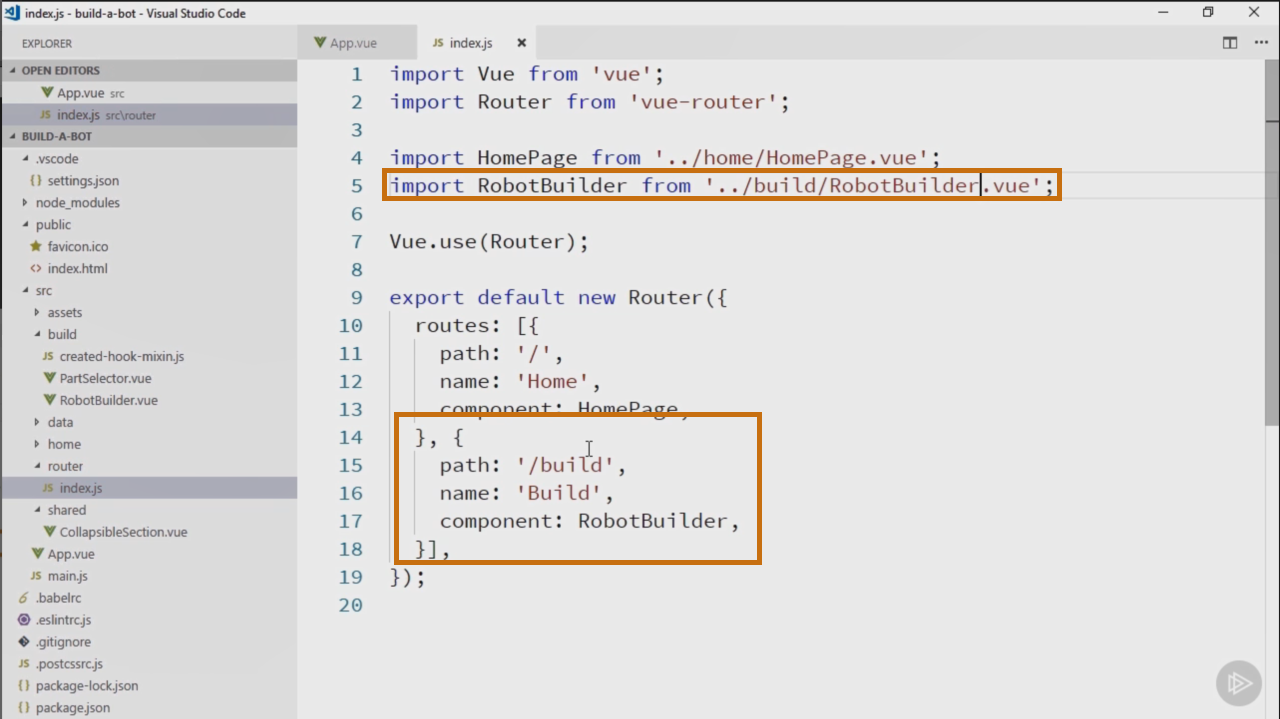 index.js - build-a-bot - Visual Studio Code
EXPLORER
OPEN EDITORS
App.vue src
index.js src\router
BUILD-A-BOT
.vscode
settings.json
node_modules
public
favicon.ico
index.html
src
assets
build
created-hook-mixin.js
PartSelector.vue
RobotBuilder.vue
data
home
router
index.js
shared
CollapsibleSection.vue
App.vue
main.js
.babelrc
.eslintrc.js
.gitignore
.postcssrc.js
package-lock.json
package.json
App.vue
JS index.js
1 import Vue from 'vue';
2 import Router from 'vue-router';
3
4 import HomePage from '../home/HomePage.vue';
5 import RobotBuilder from '../build/RobotBuilder.vue';
6
7 Vue.use(Router);
8
9 export default new Router({
10 routes: [{
11 path: '/',
12 name: 'Home',
13 component: HomePage,
14 }, {
15 path: '/build',
16 name: 'Build',
17 component: RobotBuilder,
18 }],
19 });
20